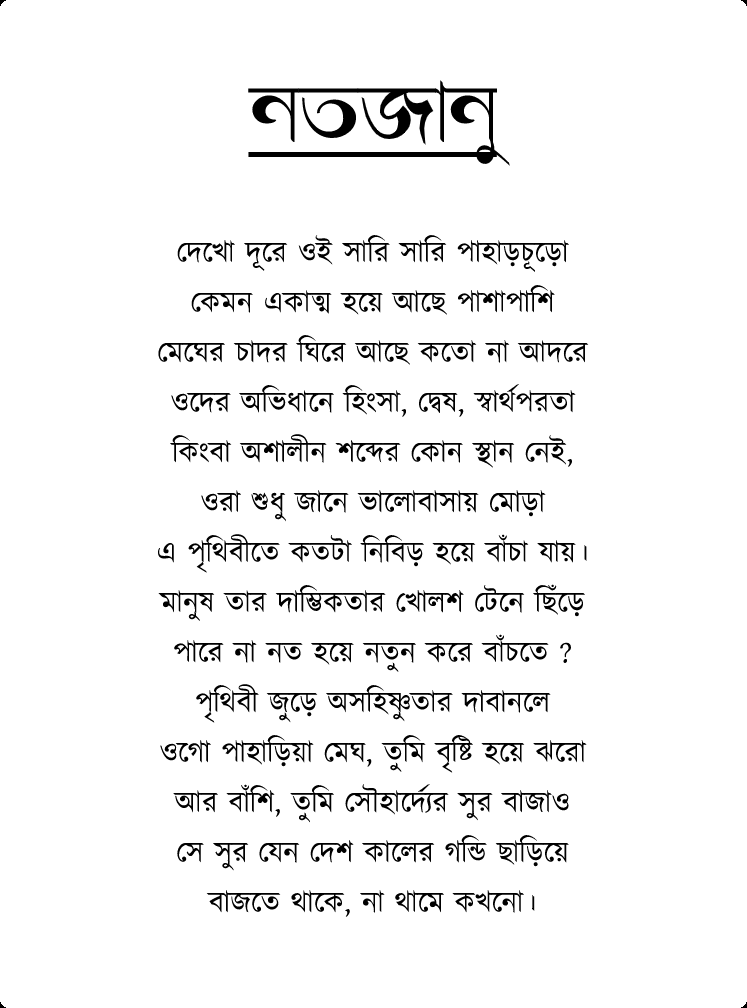 নতজানু
দেখো দূরে ওই সারি সারি পাহাড়চূড়ো
কেমন একাত্ম হয়ে আছে পাশাপাশি
মেঘের চাদর ঘিরে আছে কতো না আদরে
ওদের অভিধানে হিংসা, দ্বেষ, স্বার্থপরতা
কিংবা অশালীন শব্দের কোন স্থান নেই,
ওরা শুধু জানে ভালোবাসায় মোড়া
এ পৃথিবীতে কতটা নিবিড় হয়ে বাঁচা যায়।
মানুষ তার দাম্ভিকতার খোলশ টেনে ছিঁড়ে
পারে না নত হয়ে নতুন করে বাঁচতে ?
পৃথিবী জুড়ে অসহিষ্ণুতার দাবানলে
ওগো পাহাড়িয়া মেঘ, তুমি বৃষ্টি হয়ে ঝরো
আর বাঁশি, তুমি সৌহার্দ্যের সুর বাজাও
সে সুর যেন দেশ কালের গন্ডি ছাড়িয়ে
বাজতে থাকে, না থামে কখনো।